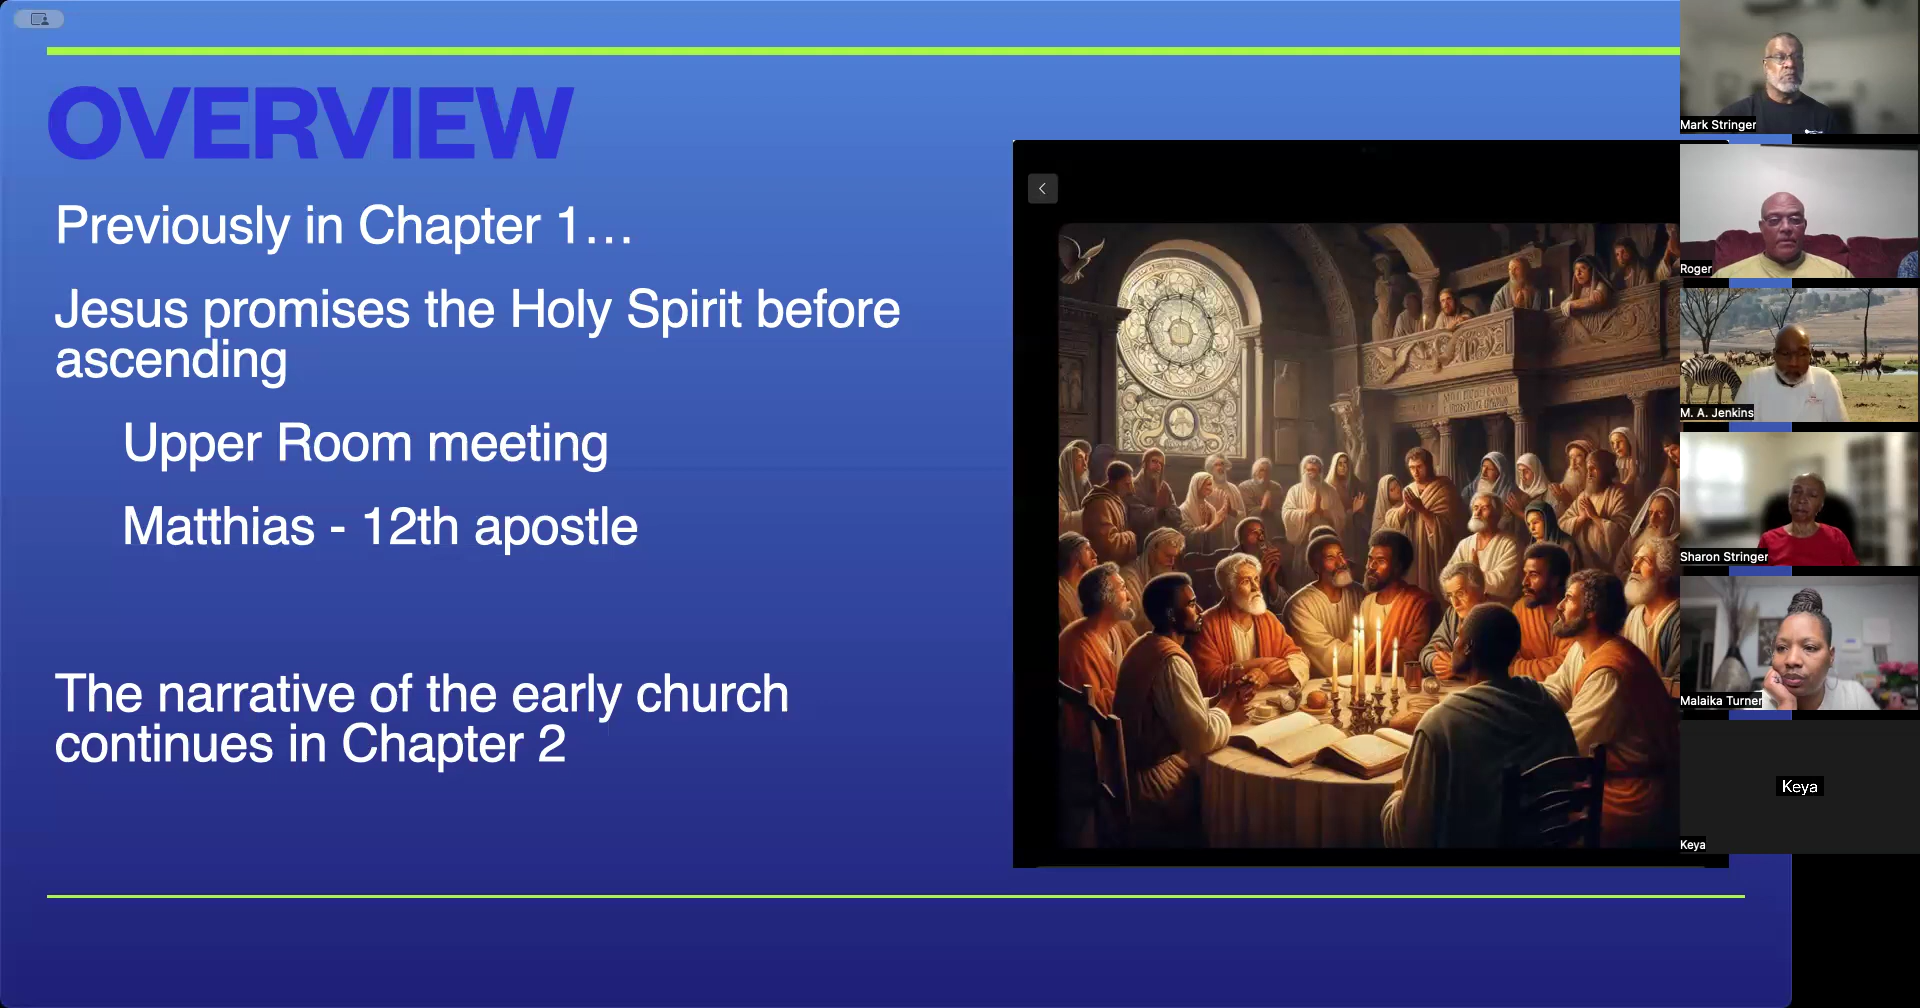 OVERVIEW
Previously in Chapter 1…
Jesus promises the Holy Spirit before
ascending
Upper Room meeting
Matthias - 12th apostle
The narrative of the early church
continues in Chapter 2
Mark Stringer
Roger
M. A. Jenkins
Sharon Stringer
Malaika Turner
Keya
Keya